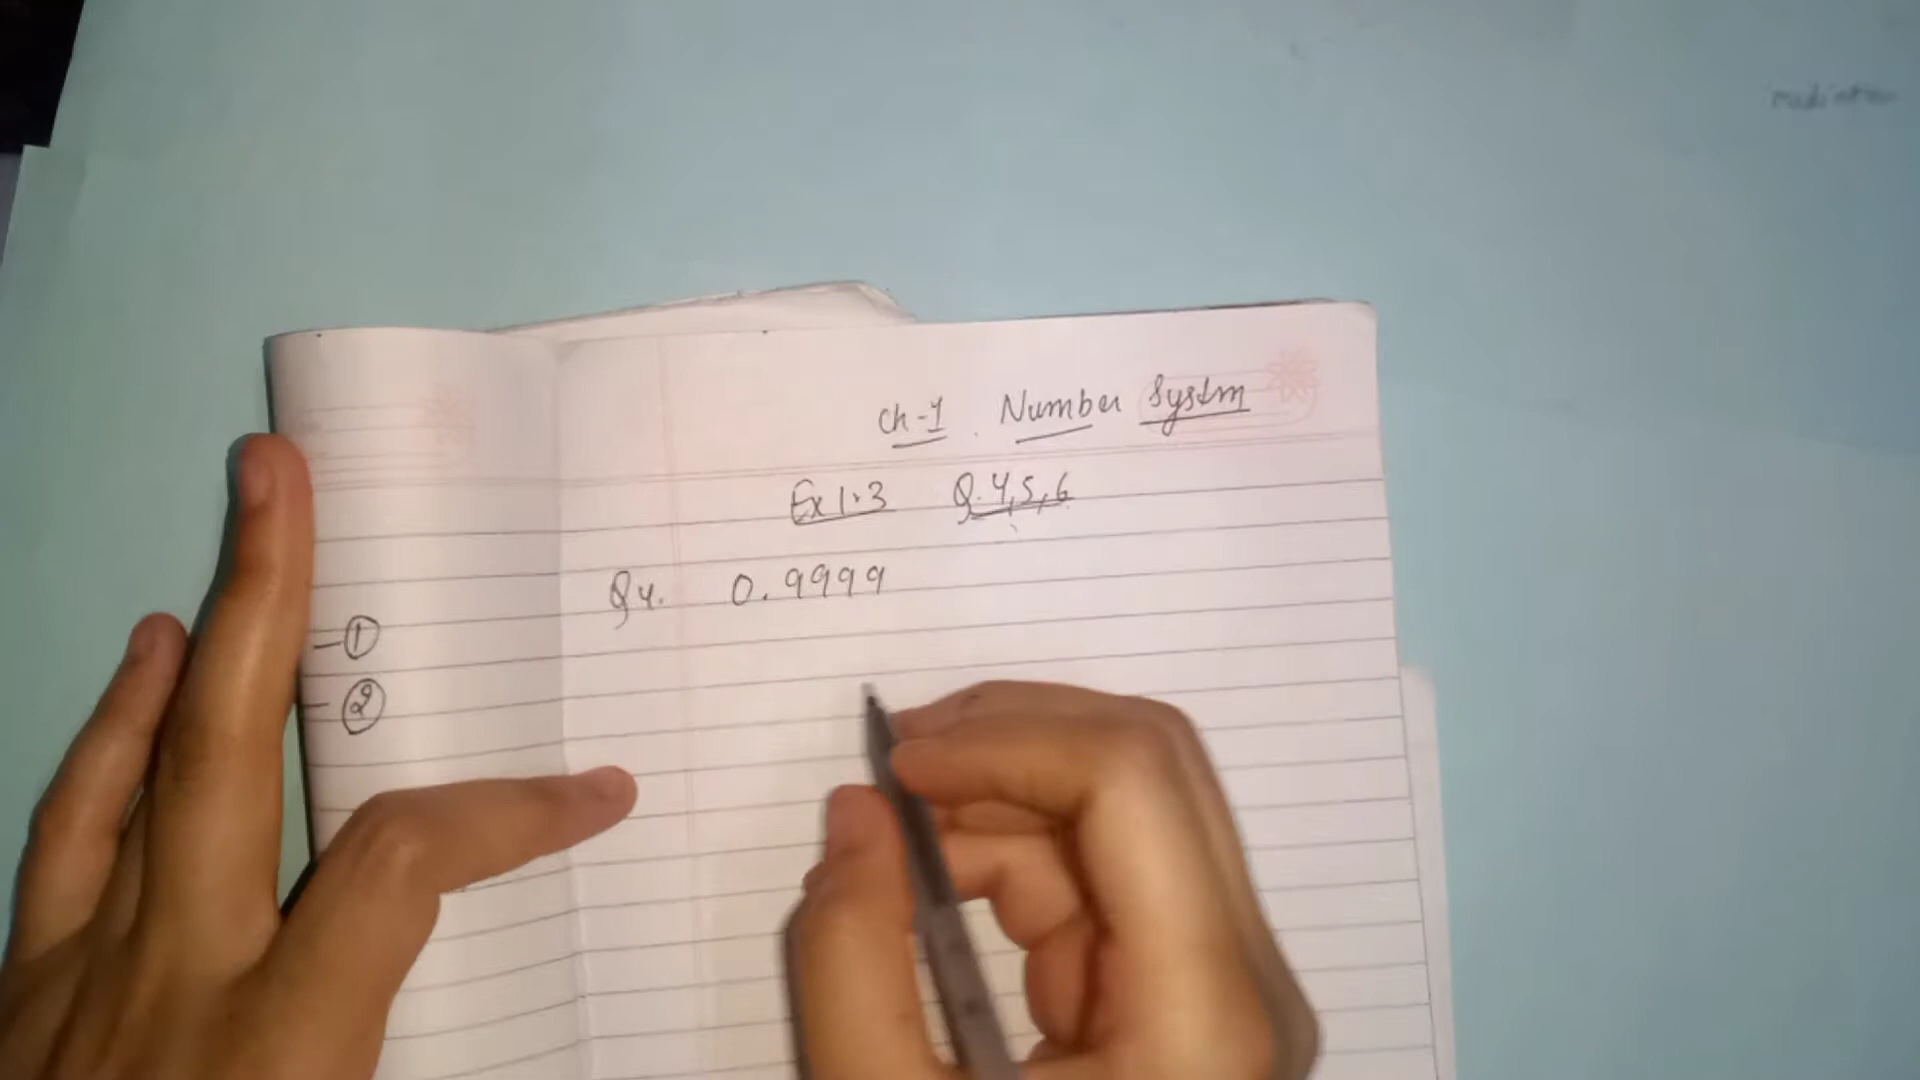 Ch-1 Number System
Ex 1.3 Q.4,5,6
Q4. 0.9999
-①
-②